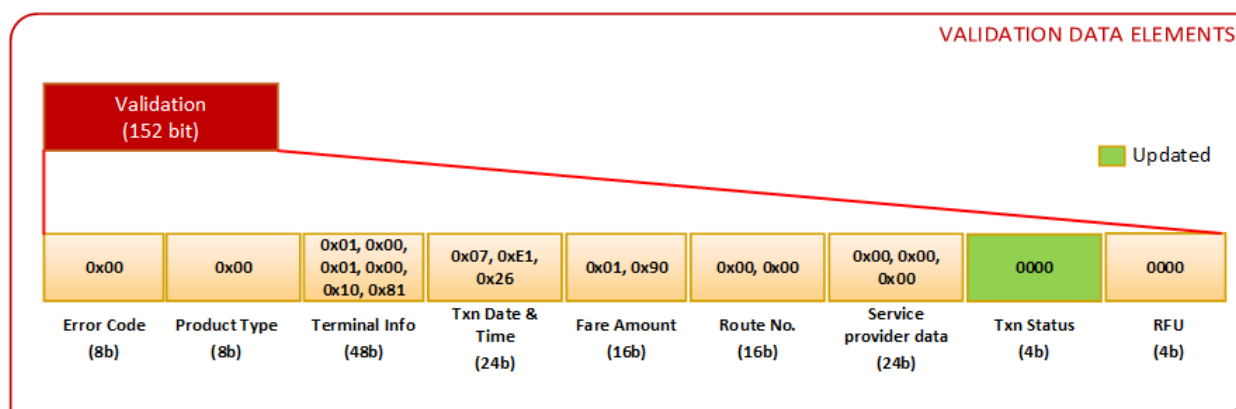 VALIDATION DATA ELEMENTS
Validation
(152 bit)
Updated
0x00
0x00
0x01, 0x00,
0x01, 0x00,
0x10, 0x81
0x07, 0xE1,
0x26
0x01, 0x90
0x00, 0x00
0x00, 0x00,
0x00
0000
0000
Error Code
(8b)
Product Type
(8b)
Terminal Info
(48b)
Txn Date &
Time
(24b)
Fare Amount
(16b)
Route No.
(16b)
Service
provider data
(24b)
Txn Status
(4b)
RFU
(4b)